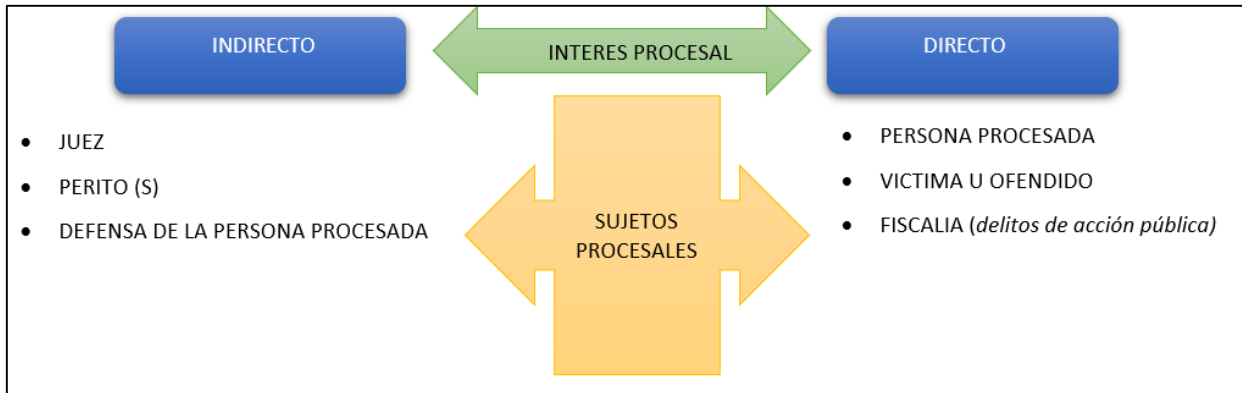 INDIRECTO
INTERES PROCESAL
DIRECTO
• JUEZ
• PERITO (S)
• DEFENSA DE LA PERSONA PROCESADA
SUJETOS
PROCESALES
• PERSONA PROCESADA
• VICTIMA U OFENDIDO
• FISCALIA (delitos de acción pública)